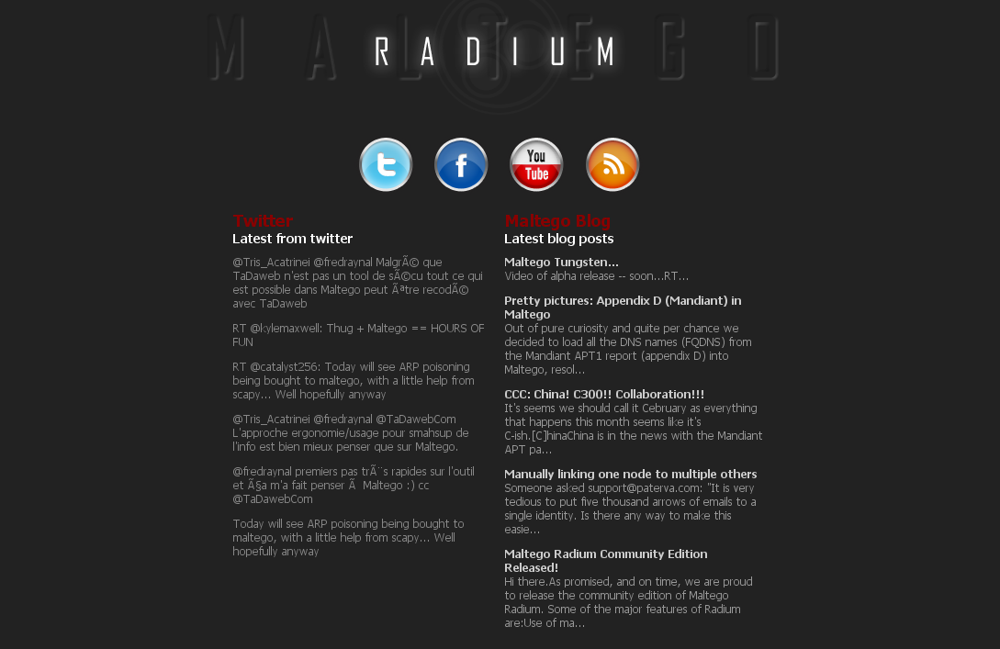 MALTEGO
RADIUM
You
Tube
Twitter
Latest from twitter
@Tris_Acatrinei @fredraynal MalgrÃ© que
TaDaweb n'est pas un tool de sÃ©cu tout ce qui
est possible dans Maltego peut Ãªtre recodÃ©
avec TaDaweb
RT @kylemaxwell: Thug + Maltego == HOURS OF
FUN
RT @catalyst256: Today will see ARP poisoning
being bought to maltego, with a little help from
scapy... Well hopefully anyway
@Tris_Acatrinei @fredraynal @TaDawebCom
L'approche ergonomie/usage pour smahsup de
l'info est bien mieux penser que sur Maltego.
@fredraynal premiers pas trÃ¨s rapides sur l'outil
et Ã§a m'a fait penser Ã  Maltego :) cc
@TaDawebCom
Today will see ARP poisoning being bought to
maltego, with a little help from scapy... Well
hopefully anyway
Maltego Blog
Latest blog posts
Maltego Tungsten...
Video of alpha release -- soon...RT...
Pretty pictures: Appendix D (Mandiant) in
Maltego
Out of pure curiosity and quite per chance we
decided to load all the DNS names (FQDNS) from
the Mandiant APT1 report (appendix D) into
Maltego, resol...
CCC: China! C300!! Collaboration!!!
It's seems we should call it Cebruary as everything
that happens this month seems like it's
C-ish.[C]hinaChina is in the news with the Mandiant
APT pa...
Manually linking one node to multiple others
Someone asked support@paterva.com: "It is very
tedious to put five thousand arrows of emails to a
single identity. Is there any way to make this
easie...
Maltego Radium Community Edition
Released!
Hi there.As promised, and on time, we are proud
to release the community edition of Maltego
Radium. Some of the major features of Radium
are:Use of ma...